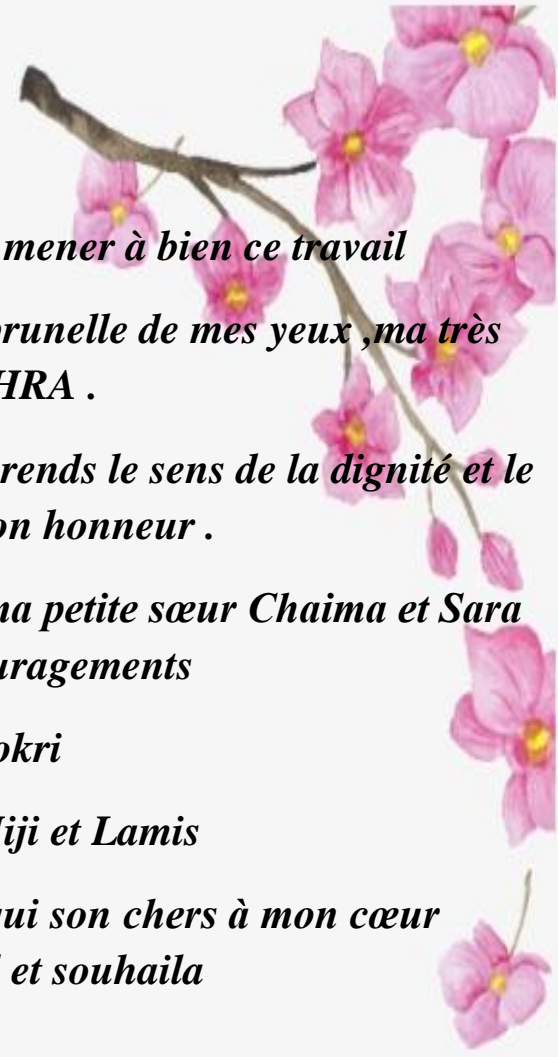 mener à bien ce travail
prunelle de mes yeux ,ma très
HRA .
rends le sens de la dignité et le
on honneur .
ma petite sœur Chaima et Sara
uragements
okri
iji et Lamis
qui son chers à mon cœur
et souhaila